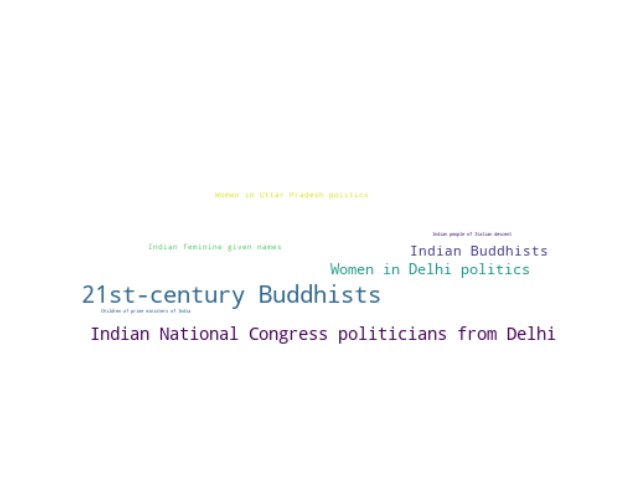 Women in Uttar Pradesh politics
Indian people of Italian descent
Indian feminine given names
Indian Buddhists
Women in Delhi politics
21st-century Buddhists
Children of prime ministers of India
Indian National Congress politicians from Delhi